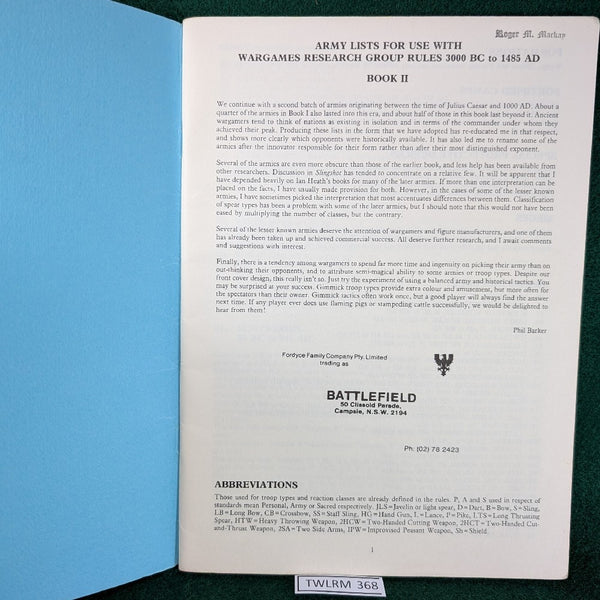 Roger M. Mackay
ARMY LISTS FOR USE WITH
WARGAMES RESEARCH GROUP RULES 3000 BC to 1485 AD
BOOK II
We continue with a second batch of armies originating between the time of Julius Caesar and 1000 AD. About a
quarter of the armies in Book I also lasted into this era, and about half of those in this book last beyond it. Ancient
wargamers tend to think of nations as existing in isolation and in terms of the commander under whom they
achieved their peak. Producing these lists in the form that we have adopted has re-educated me in that respect,
and shows more clearly which opponents were historically available. It has also led me to rename some of the
armies after the innovator responsible for their form rather than after their most distinguished exponent.
Several of the armies are even more obscure than those of the earlier book, and less help has been available from
other researchers. Discussion in Slingshot has tended to concentrate on a relative few. It will be apparent that I
have depended heavily on Ian Heath's books for many of the later armies. If more than one interpretation can be
placed on the facts, I have usually made provision for both. However, in the cases of some of the lesser known
armies, I have sometimes picked the interpretation that most accentuates differences between them. Classification
of spear types has been a problem with some of the later armies, but I should note that this would not have been
eased by multiplying the number of classes, but the contrary.
Several of the lesser known armies deserve the attention of wargamers and figure manufacturers, and one of them
has already been taken up and achieved commercial success. All deserve further research, and I await comments
and suggestions with interest.
Finally, there is a tendency among wargamers to spend far more time and ingenuity on picking their army than on
out-thinking their opponents, and to attribute semi-magical ability to some armies or troop types. Despite our
front cover design, this really isn't so. Just try the experiment of using a balanced army and historical tactics. You
may be surprised at your success. Gimmick troop types provide extra colour and amusement, but more often for
the spectators than their owner. Gimmick tactics often work once, but a good player will always find the answer
next time. If any player ever does use flaming pigs or stampeding cattle successfully, we would be delighted to
hear from them!
Phil Barker
Fordyce Family Company Pty. Limited
trading as
BATTLEFIELD
50 Clissold Parade,
Campsie, N.S.W. 2194
Ph: (02) 78 2423
ABBREVIATIONS
Those used for troop types and reaction classes are already defined in the rules. P, A and S used in respect of
standards mean Personal, Army or Sacred respectively. JLS=Javelin or light spear, D=Dart, B=Bow, S=Sling,
LB=Long Bow, CB=Crossbow, SS=Staff Sling, HG=Hand Gun, L=Lance, P=Pike, LTS=Long Thrusting
Spear, HTW=Heavy Throwing Weapon, 2HCW=Two-Handed Cutting Weapon, 2HCT=Two-Handed Cut-
and-Thrust Weapon, 2SA=Two Side Arms, IPW=Improvised Peasant Weapon, Sh=Shield.
1
TWLRM 368